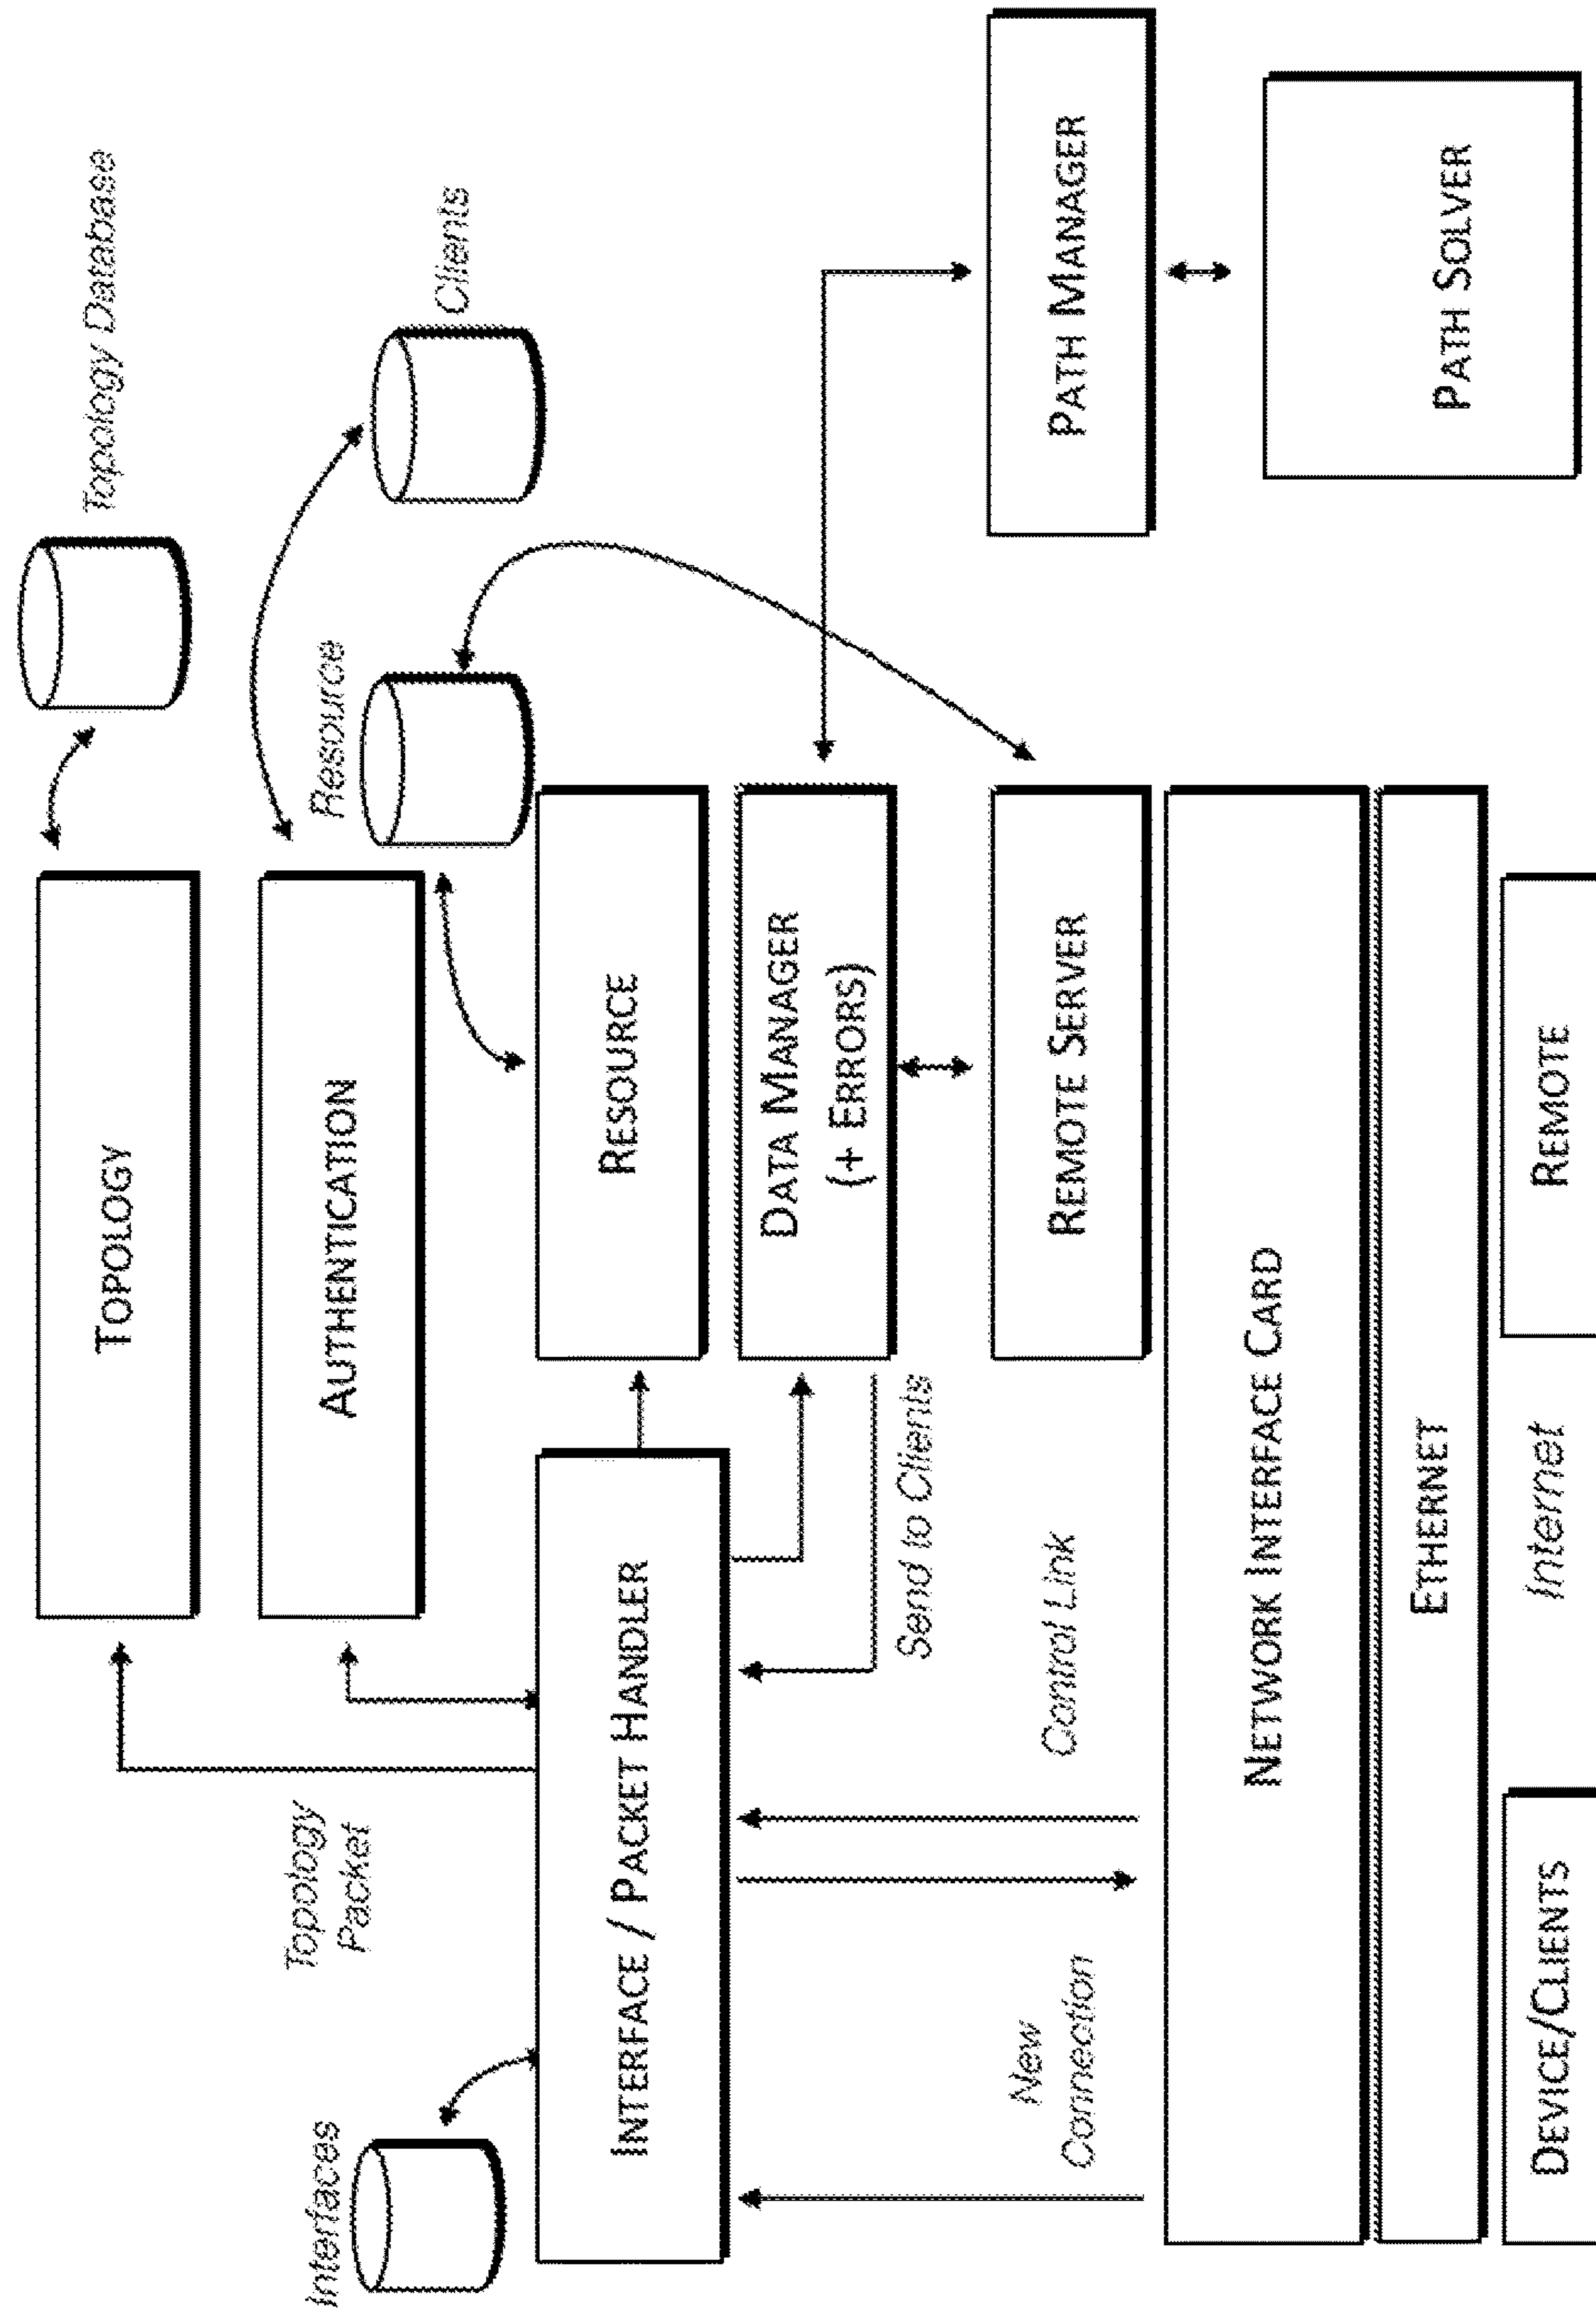 Topology Database
TOPOLOGY
Clients
AUTHENTICATION
Topology
Packet
Interfaces
Resource
RESOURCE
INTERFACE / PACKET HANDLER
DATA MANAGER
(+ ERRORS)
Send to Clients
PATH MANAGER
REMOTE SERVER
Control Link
New
Connection
NETWORK INTERFACE CARD
PATH SOLVER
ETHERNET
DEVICE/CLIENTS
Internet
REMOTE